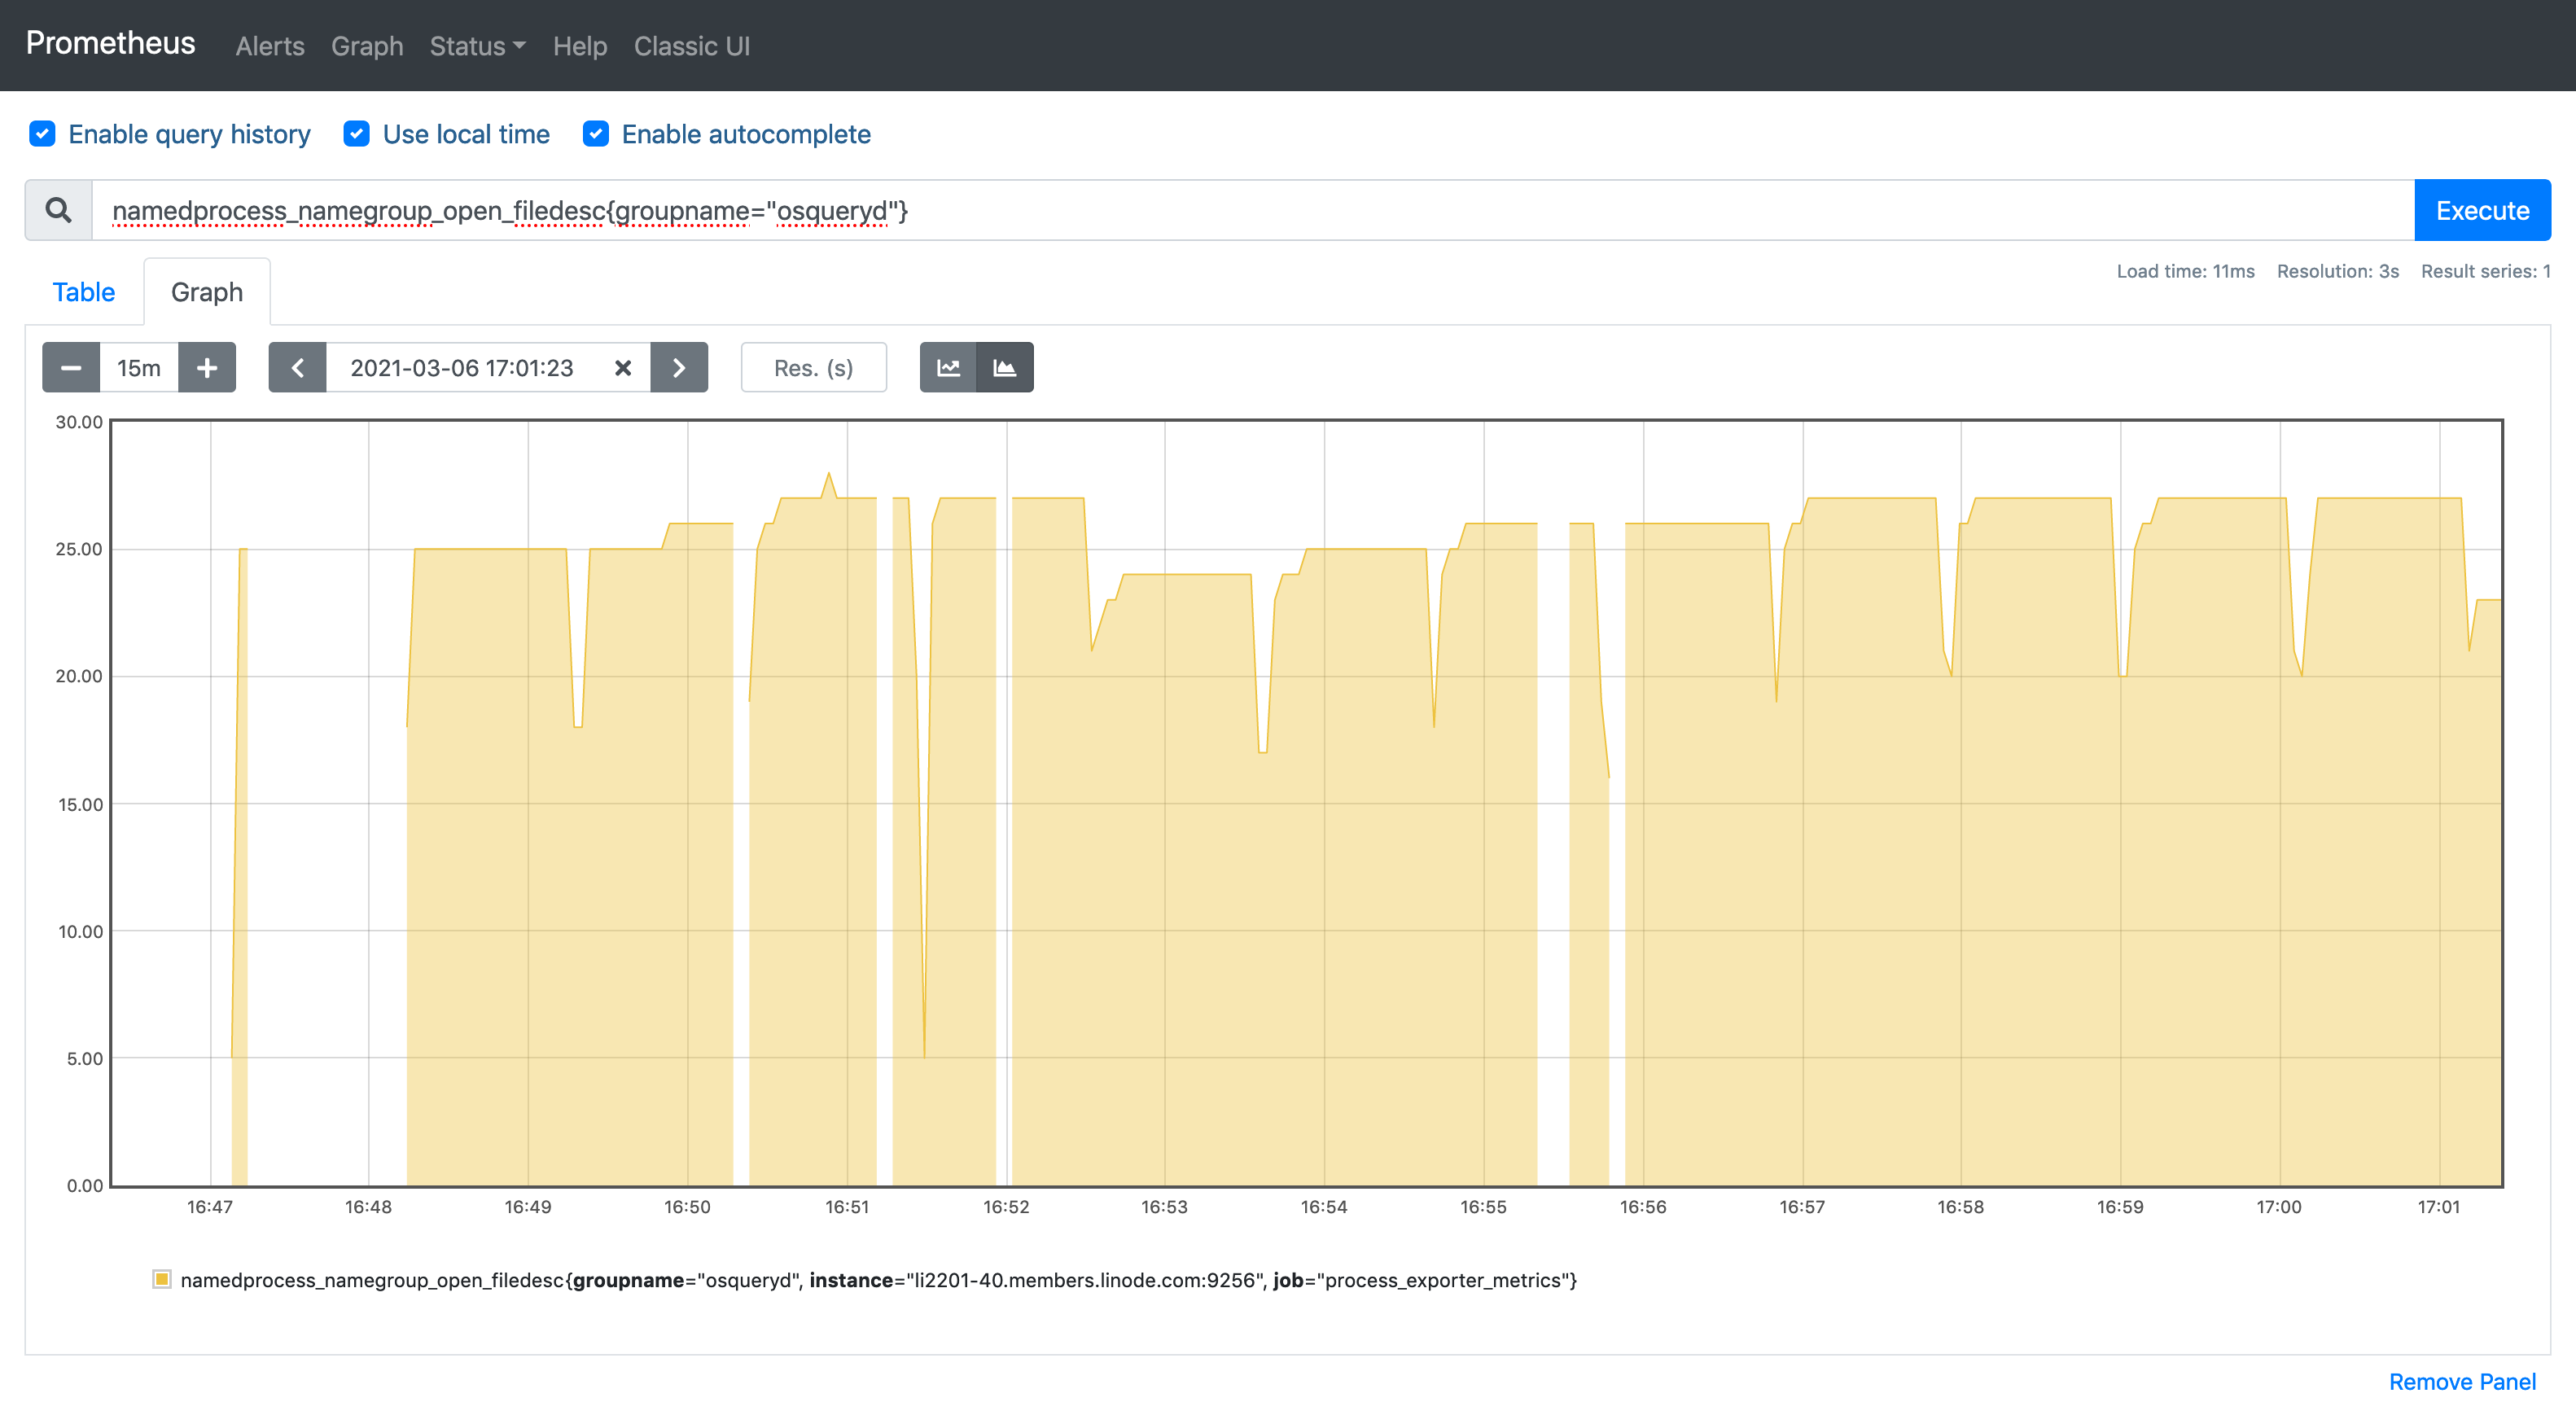 Prometheus Alerts Graph Status Help Classic UI
Enable query history Use local time Enable autocomplete
namedprocess_namegroup_open_filedesc{groupname="osqueryd"} Execute
Load time: 11ms Resolution: 3s Result series: 1
Table Graph
15m 2021-03-06 17:01:23 Res. (s)
30.00
25.00
20.00
15.00
10.00
5.00
0.00
16:47 16:48 16:49 16:50 16:51 16:52 16:53 16:54 16:55 16:56 16:57 16:58 16:59 17:00 17:01
namedprocess_namegroup_open_filedesc{groupname="osqueryd", instance="li2201-40.members.linode.com:9256", job="process_exporter_metrics"}
Remove Panel